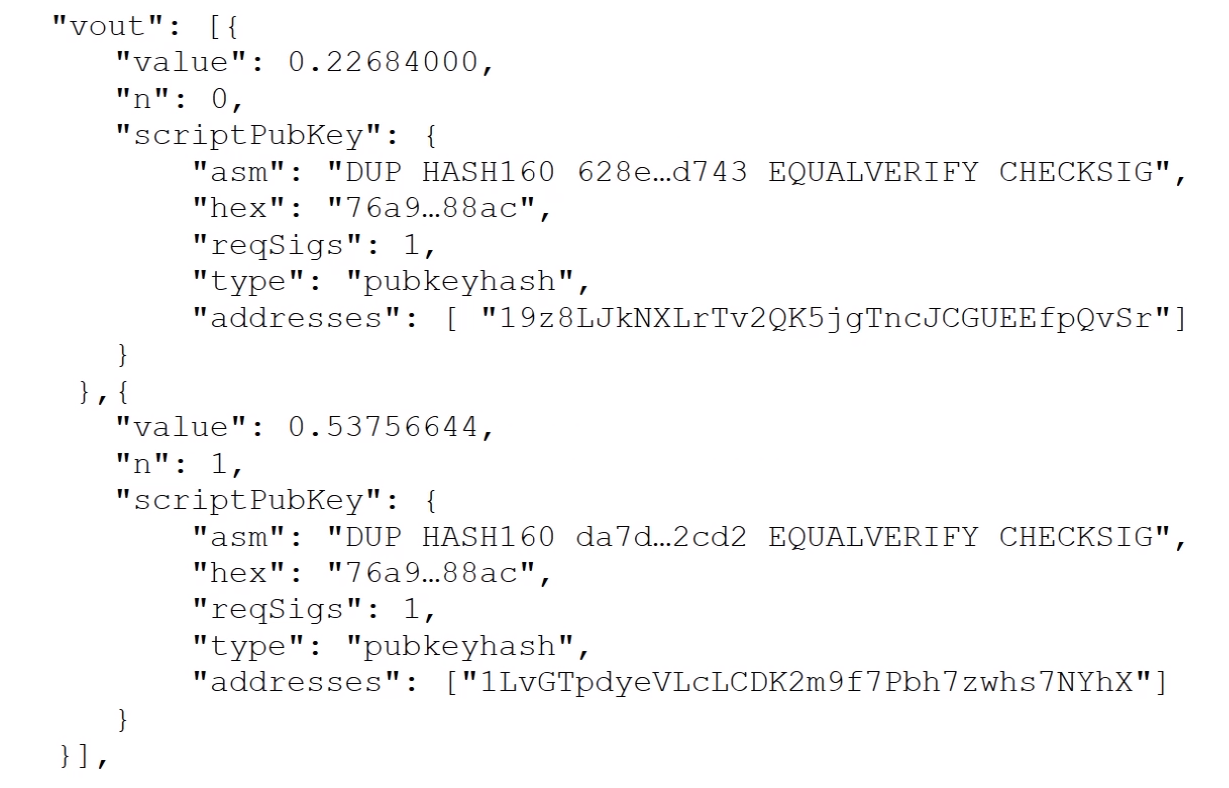 "vout": [{
"value": 0.22684000,
"n": 0,
"scriptPubKey": {
"asm": "DUP HASH160 628e…d743 EQUALVERIFY CHECKSIG",
"hex": "76a9…88ac",
"reqSigs": 1,
"type": "pubkeyhash",
"addresses": [ "19z8LJkNXLrTv2QK5jgTncJCGUEEfpQvSr"]
}
},{
"value": 0.53756644,
"n": 1,
"scriptPubKey": {
"asm": "DUP HASH160 da7d…2cd2 EQUALVERIFY CHECKSIG",
"hex": "76a9…88ac",
"reqSigs": 1,
"type": "pubkeyhash",
"addresses": ["1LvGTpdyeVLcLCDK2m9f7Pbh7zwhs7NYhX"]
}
}],